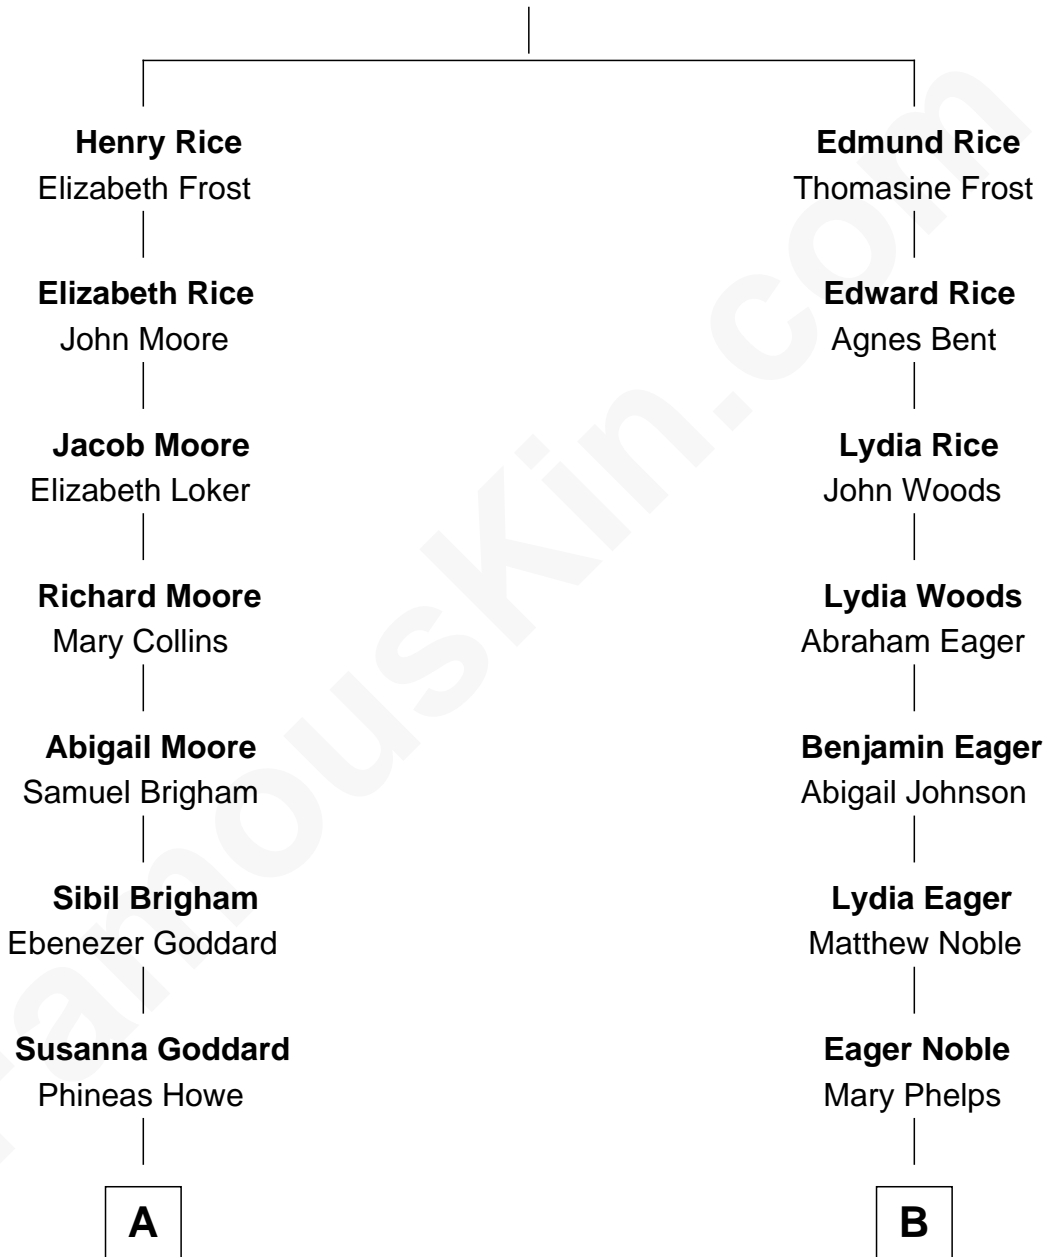 Henry Rice
Elizabeth Frost
Elizabeth Rice
John Moore
Jacob Moore
Elizabeth Loker
Richard Moore
Mary Collins
Abigail Moore
Samuel Brigham
Sibil Brigham
Ebenezer Goddard
Susanna Goddard
Phineas Howe
A
Edmund Rice
Thomasine Frost
Edward Rice
Agnes Bent
Lydia Rice
John Woods
Lydia Woods
Abraham Eager
Benjamin Eager
Abigail Johnson
Lydia Eager
Matthew Noble
Eager Noble
Mary Phelps
B
FamousKin.com